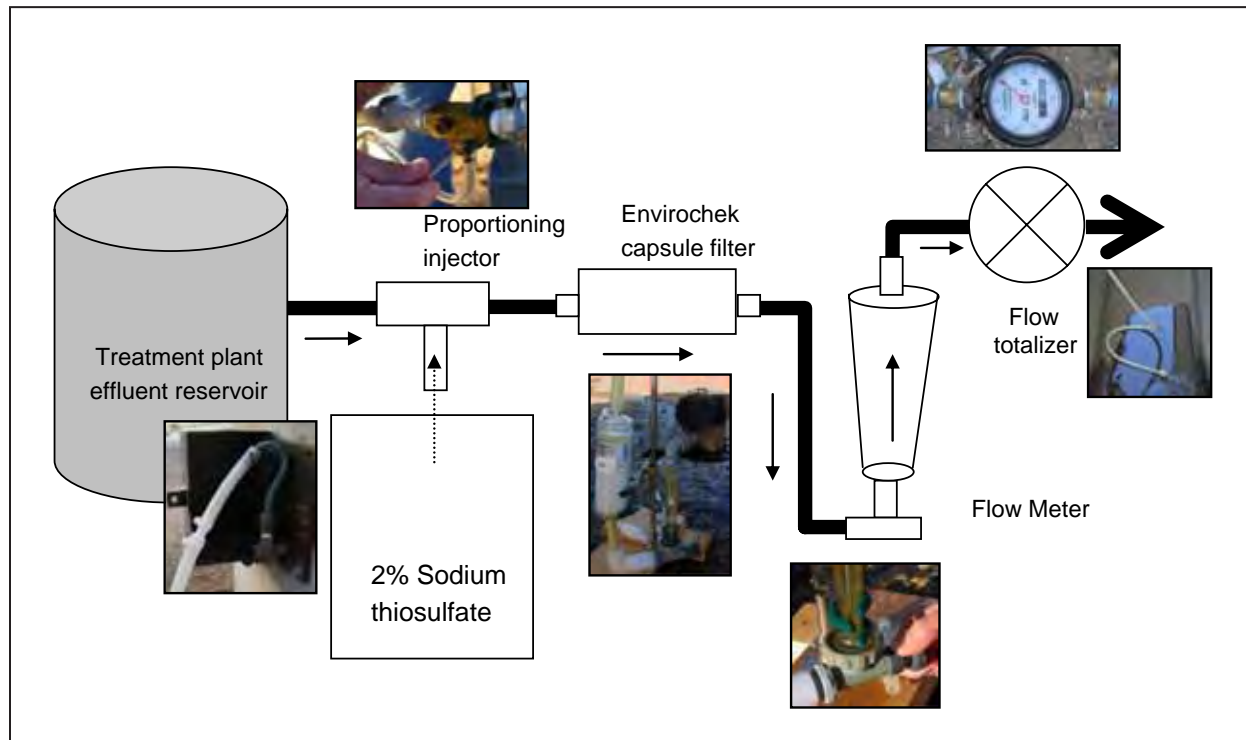 Proportioning
injector
Envirochek
capsule filter
Treatment plant
effluent reservoir
Flow
totalizer
Flow Meter
2% Sodium
thiosulfate